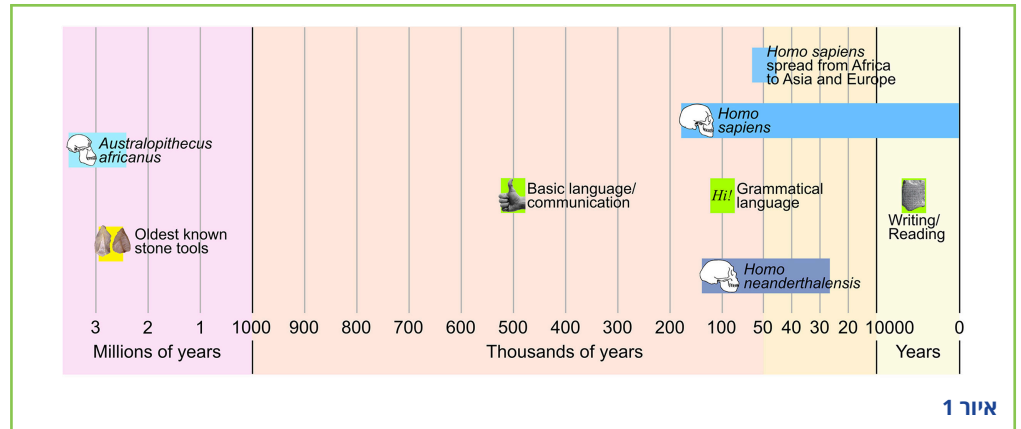 Homo sapiens
spread from Africa
to Asia and Europe
Homo
sapiens
Australopithecus
africanus
Basic language/
communication
Hi!
Grammatical
language
Writing/
Reading
Oldest known
stone tools
Homo
neanderthalensis
3 2 1 1000 900 800 700 600 500 400 300 200 100 50 40 30 20 10000 0
Millions of years Thousands of years Years
איור 1